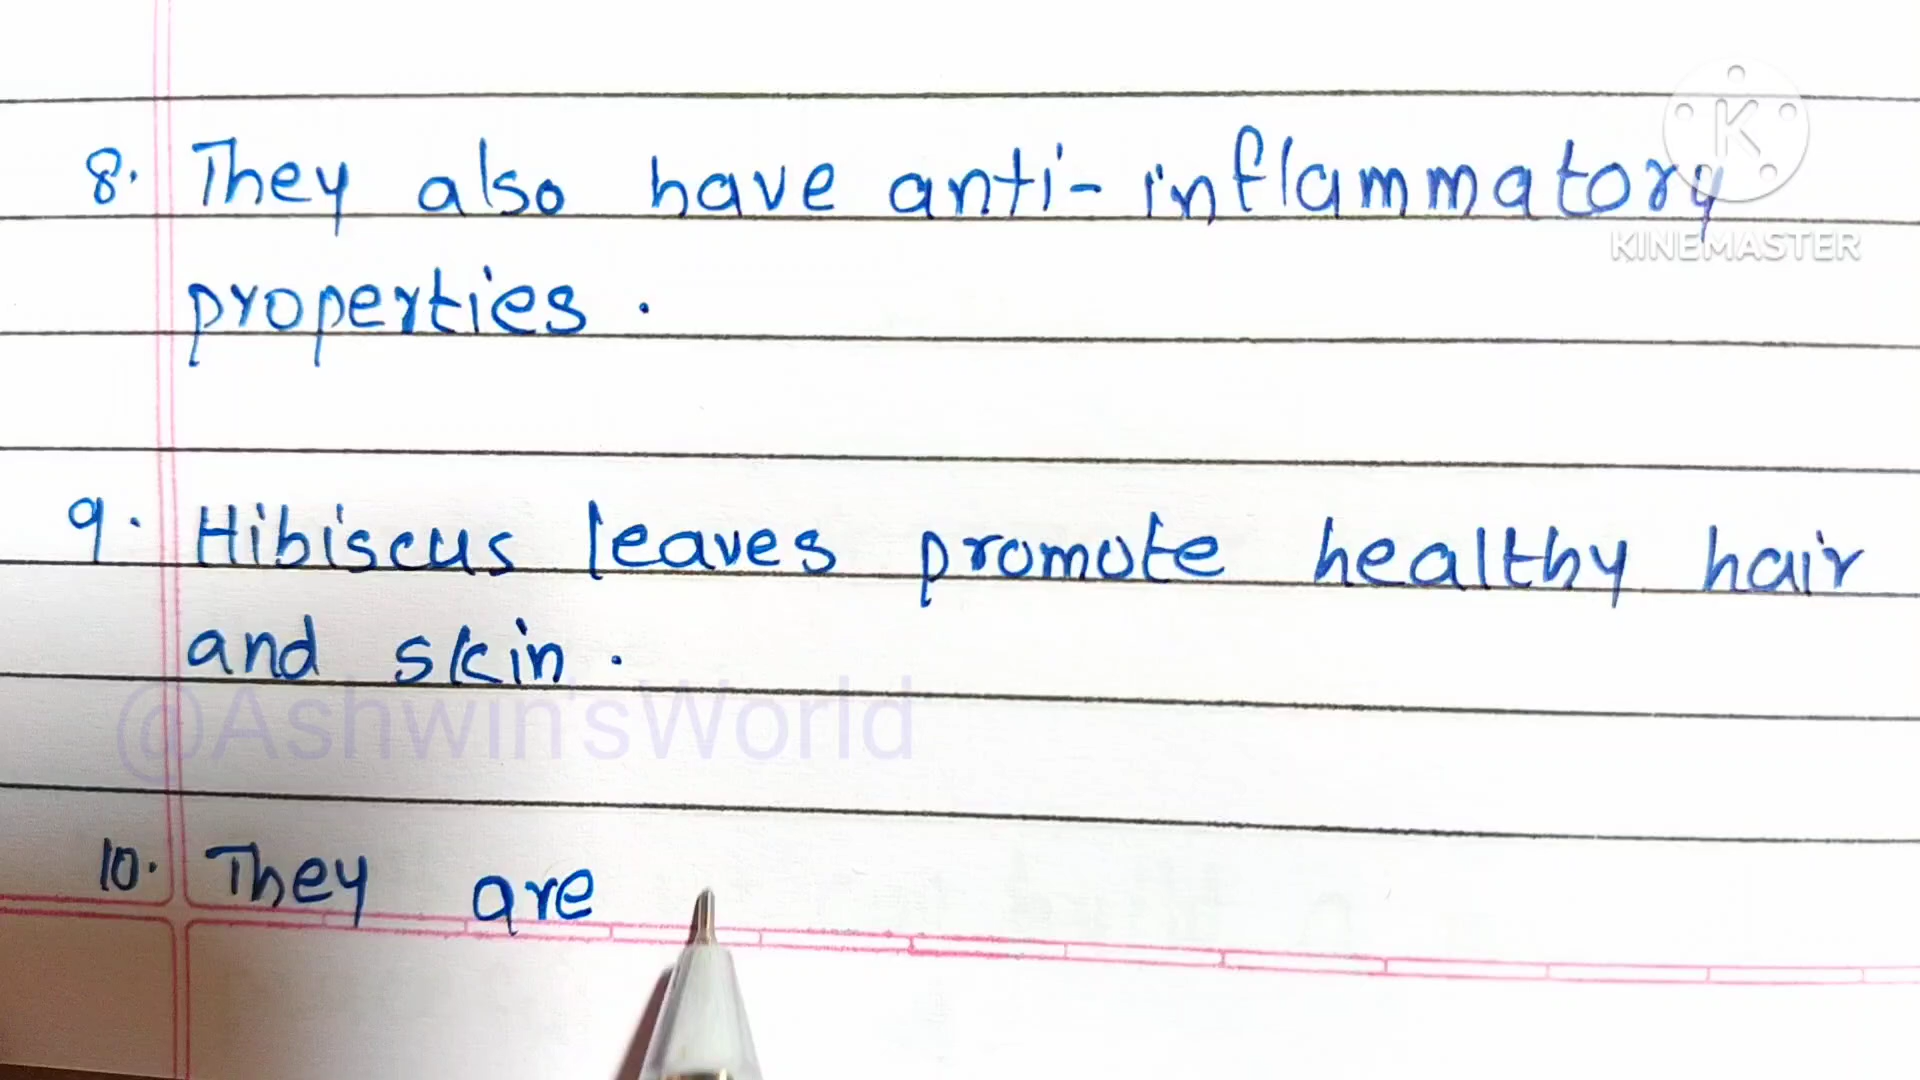 8. They also have anti-inflammatory
KINEMASTER
properties.
9. Hibiscus leaves promote healthy hair
and skin.
@Ashwin'sWorld
10. They are